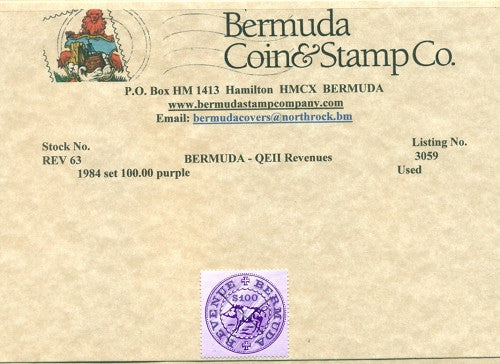 Bermuda
Coin&Stamp Co.
P.O. Box HM 1413 Hamilton HMCX BERMUDA
www.bermudastampcompany.com
Email: bermudacovers@northrock.bm
Stock No. Listing No.
REV 63 BERMUDA - QEII Revenues 3059
1984 set 100.00 purple Used
REVENUE BERMUDA
$100